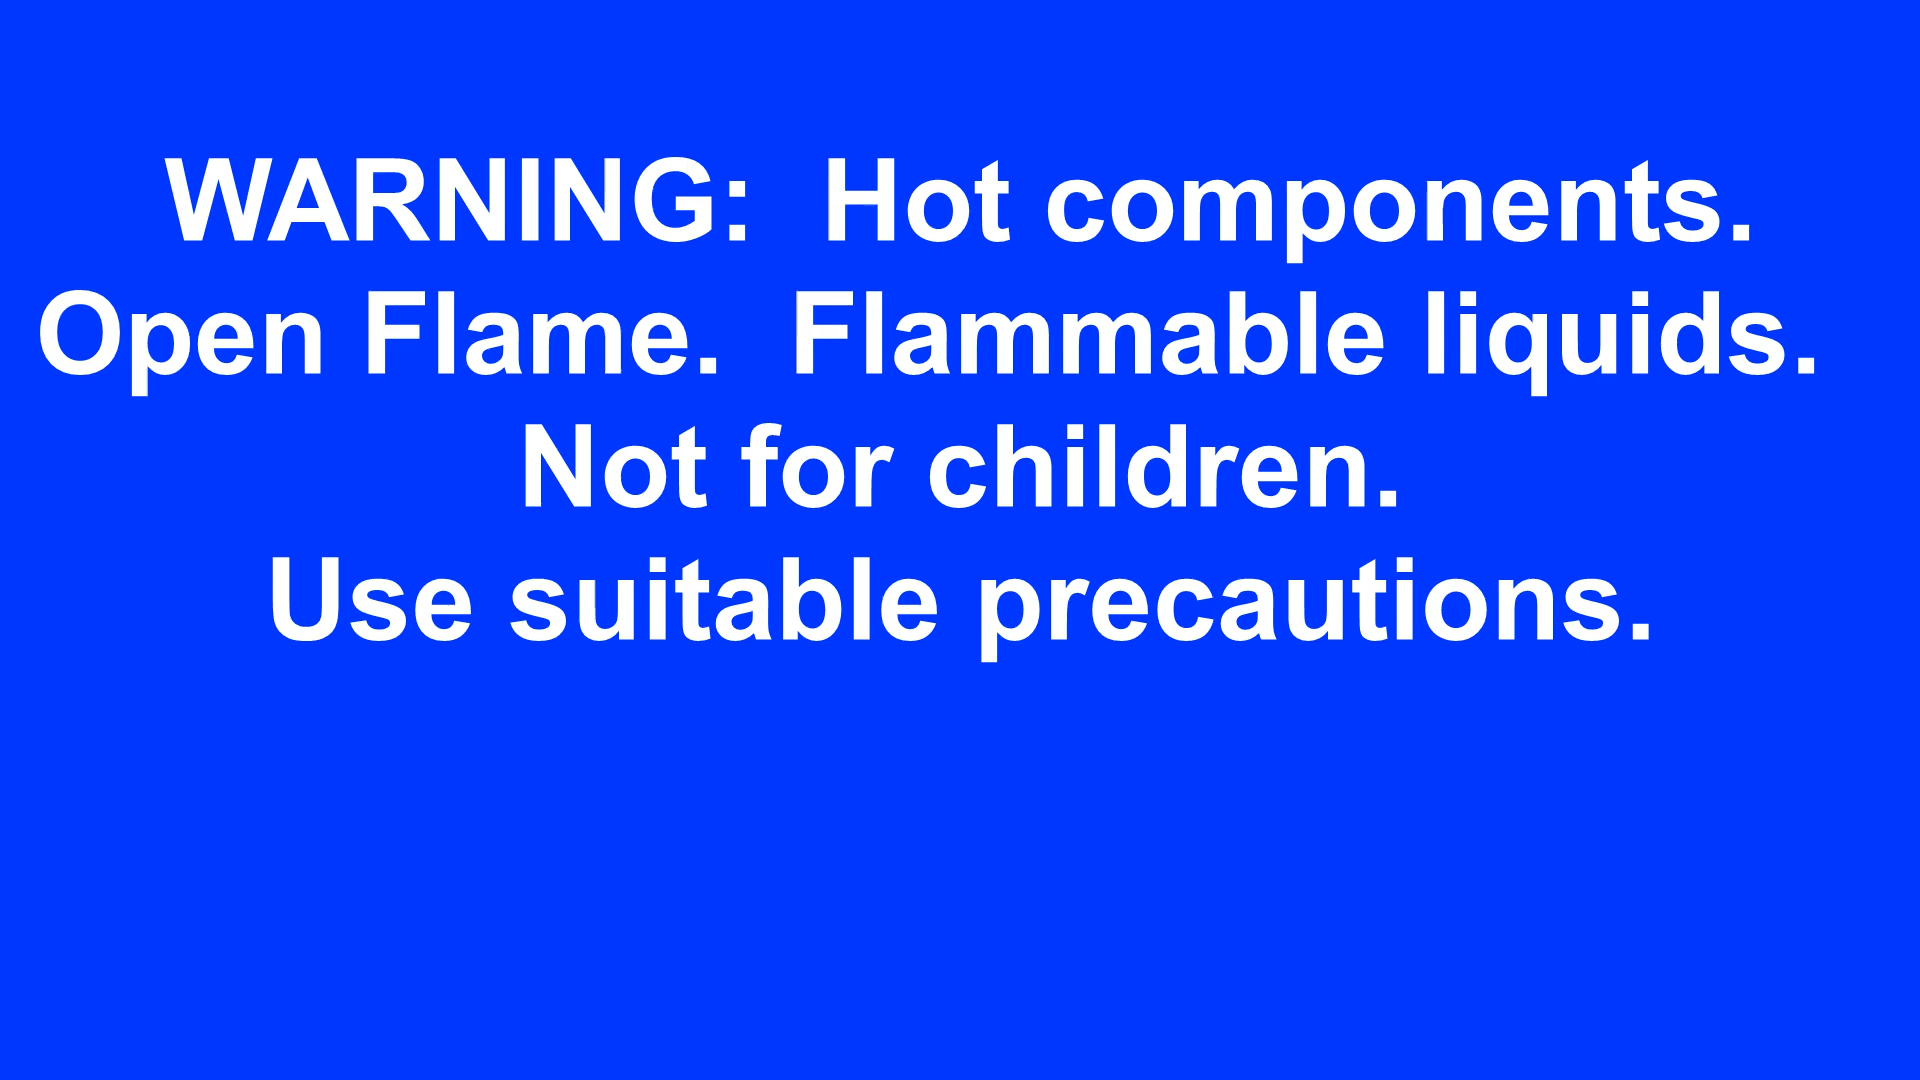 WARNING:  Hot components.
Open Flame.  Flammable liquids.
Not for children.
Use suitable precautions.